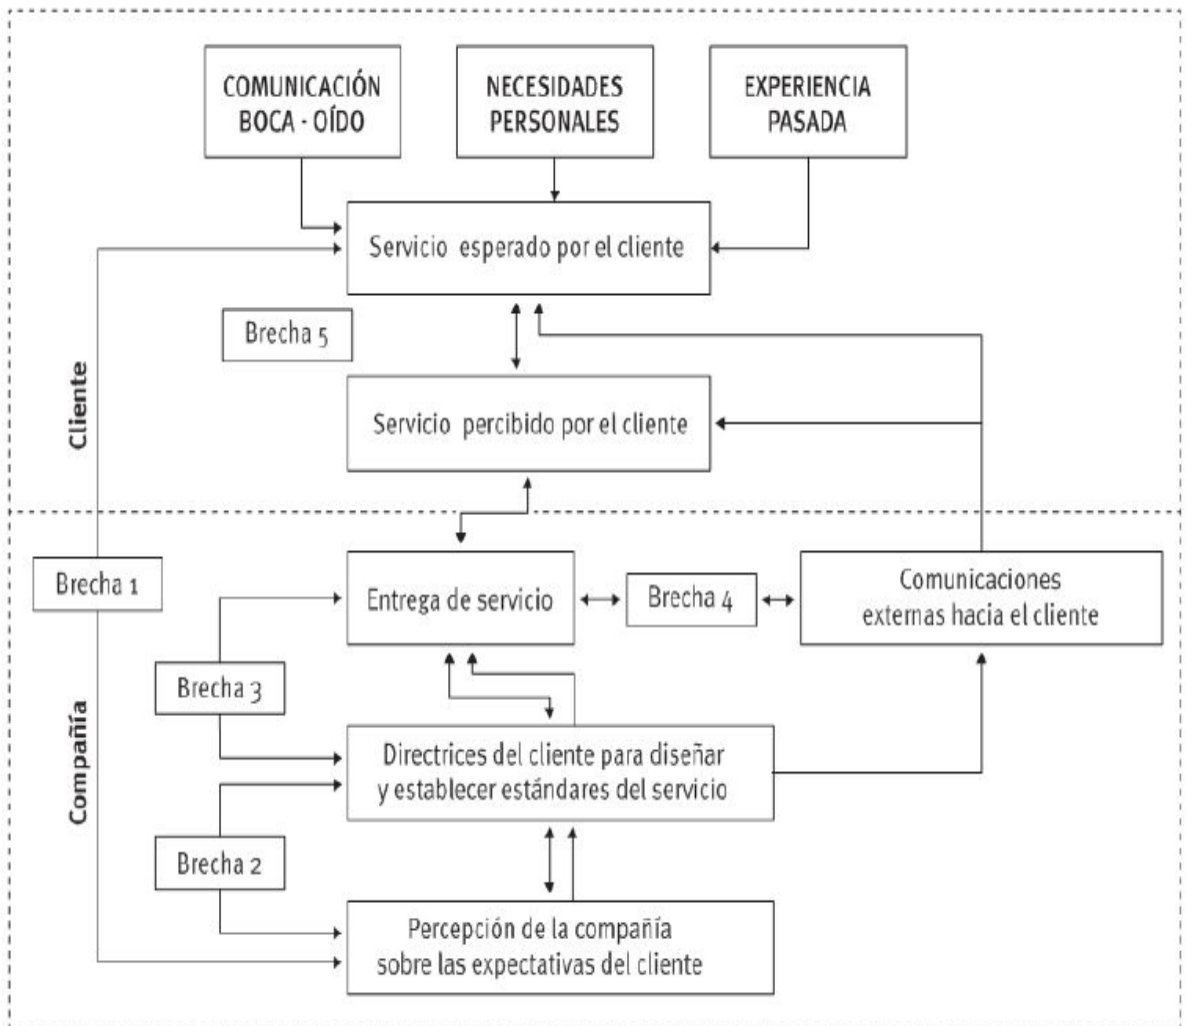 COMUNICACIÓN
BOCA - OÍDO
NECESIDADES
PERSONALES
EXPERIENCIA
PASADA
Servicio esperado por el cliente
Brecha 5
Servicio percibido por el cliente
Cliente
Brecha 1
Entrega de servicio
Brecha 4
Comunicaciones
externas hacia el cliente
Brecha 3
Compañía
Directrices del cliente para diseñar
y establecer estándares del servicio
Brecha 2
Percepción de la compañía
sobre las expectativas del cliente